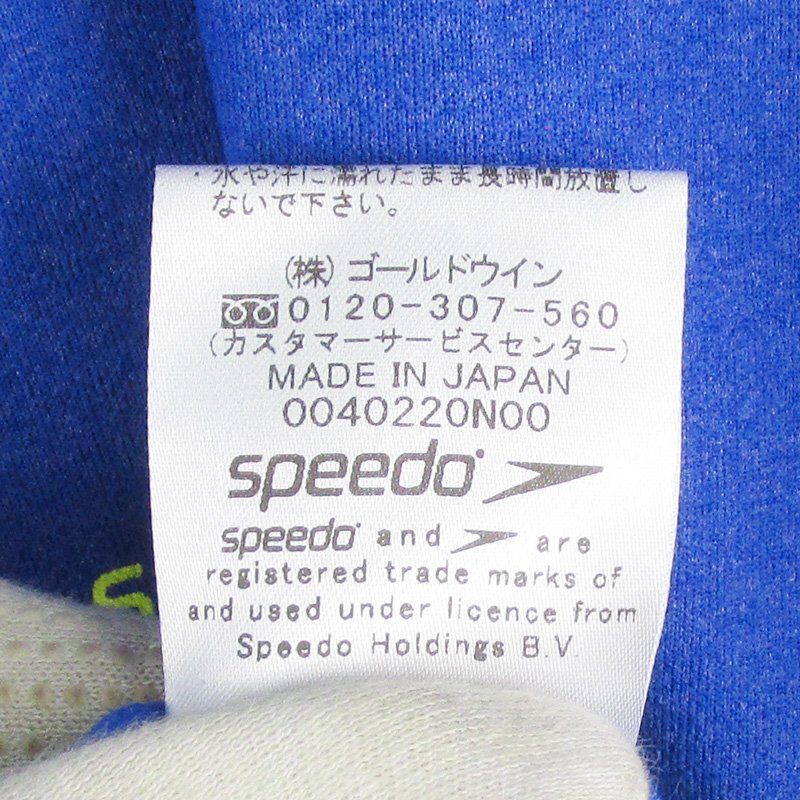 ・水や汗に濡れたまま長時間放置し
ないで下さい。
(株)ゴールドウイン
0120-307-560
(カスタマーサービスセンター)
MADE IN JAPAN
0040220N00
speedo
speedo and are
registered trade marks of
and used under licence from
Speedo Holdings B.V.